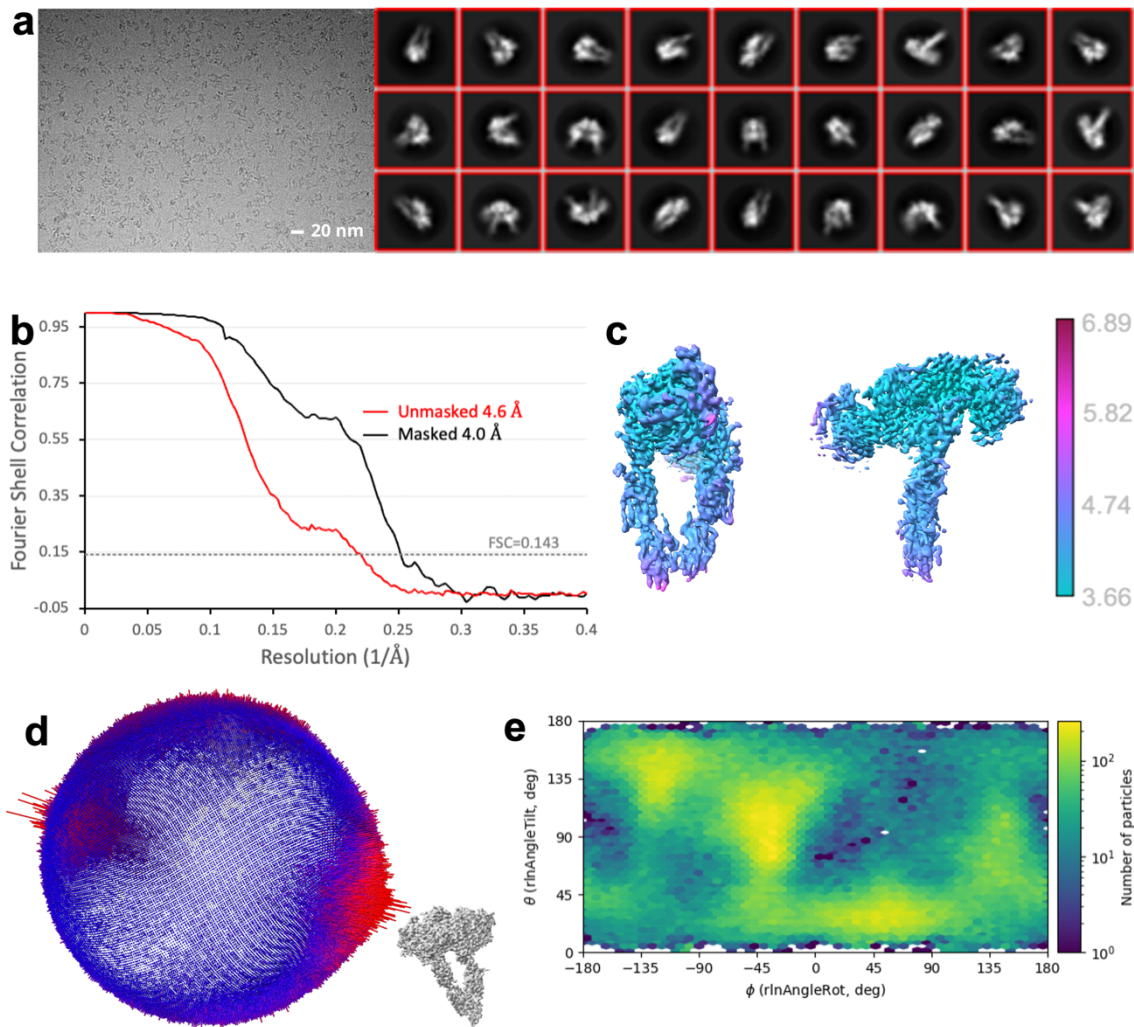 a
20 nm
b
Fourier Shell Correlation
0.95
0.75
0.55
0.35
0.15
-0.05
Unmasked 4.6 Å
Masked 4.0 Å
FSC=0.143
0
0.05
0.1
0.15
0.2
0.25
0.3
0.35
0.4
Resolution (1/Å)
c
6.89
5.82
4.74
3.66
d
e
θ (rlnAngleTilt, deg)
180
135
90
45
0
−180
−135
−90
−45
0
45
90
135
180
ϕ (rlnAngleRot, deg)
10²
10¹
10⁰
Number of particles